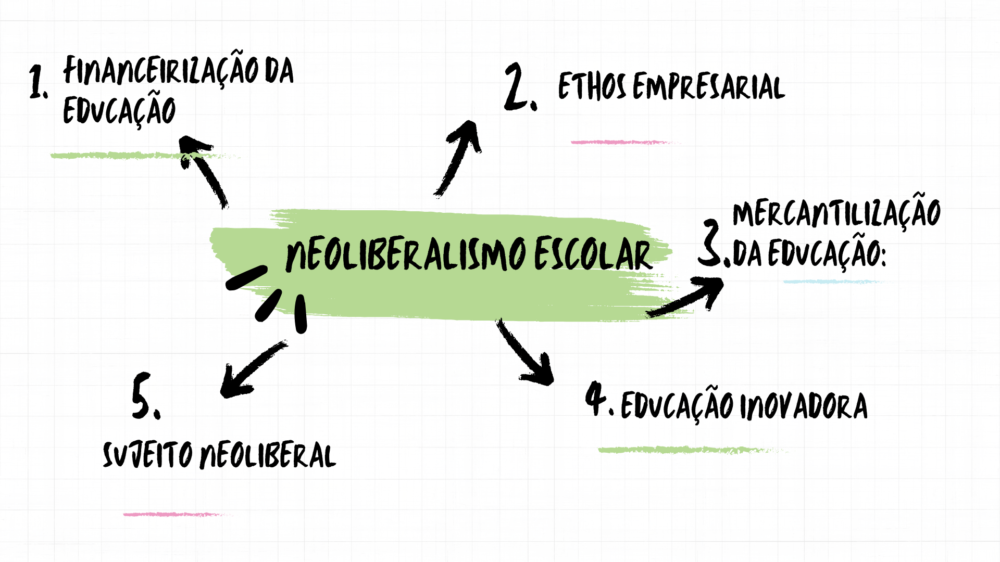 1. FINANCEIRIZAÇÃO DA
EDUCAÇÃO
2. ETHOS EMPRESARIAL
NEOLIBERALISMO ESCOLAR
3. MERCANTILIZAÇÃO
DA EDUCAÇÃO:
4. EDUCAÇÃO INOVADORA
5.
SUJEITO NEOLIBERAL